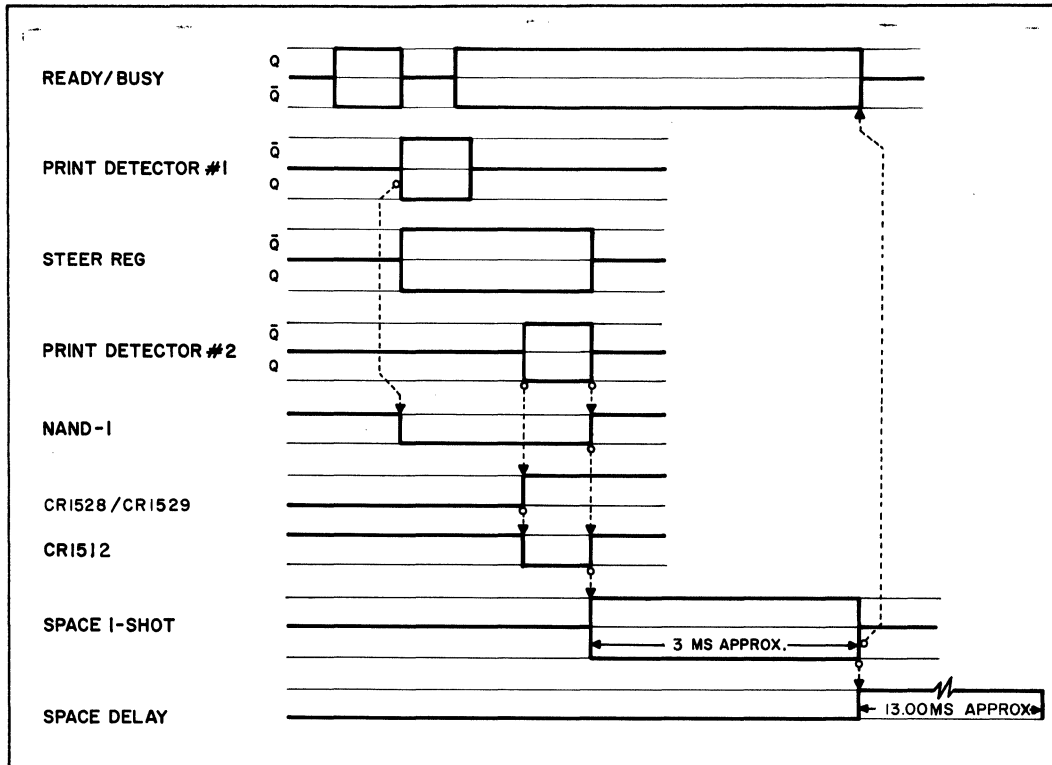 READY/BUSY
Q
Q̄
PRINT DETECTOR #1
Q̄
Q
STEER REG
Q̄
Q
PRINT DETECTOR #2
Q̄
Q
NAND-1
CR1528/CR1529
CR1512
SPACE 1-SHOT
3 MS APPROX.
SPACE DELAY
13.00MS APPROX